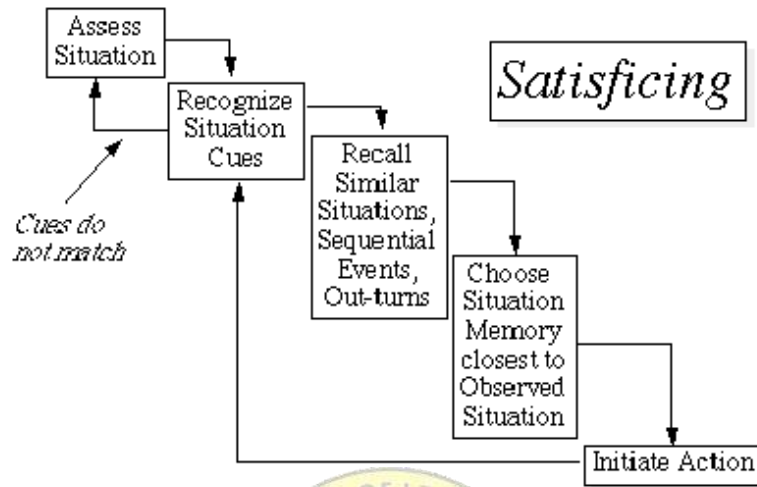 Assess
Situation
Satisficing
Recognize
Situation
Cues
Recall
Similar
Situations,
Sequential
Events,
Out-turns
Cues do
not match
Choose
Situation
Memory
closest to
Observed
Situation
Initiate Action